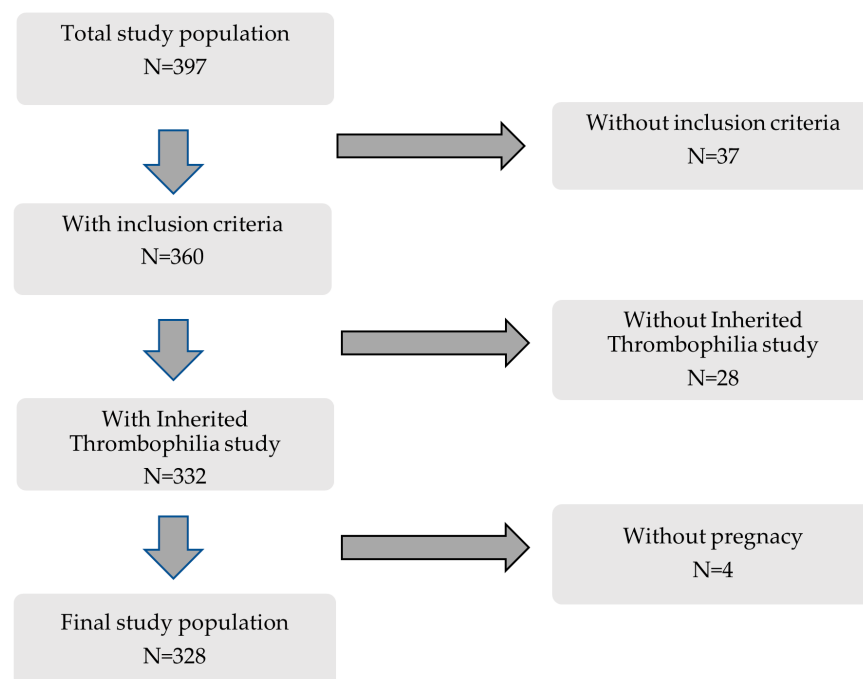 Total study population
N=397
Without inclusion criteria
N=37
With inclusion criteria
N=360
Without Inherited
Thrombophilia study
N=28
With Inherited
Thrombophilia study
N=332
Without pregnacy
N=4
Final study population
N=328